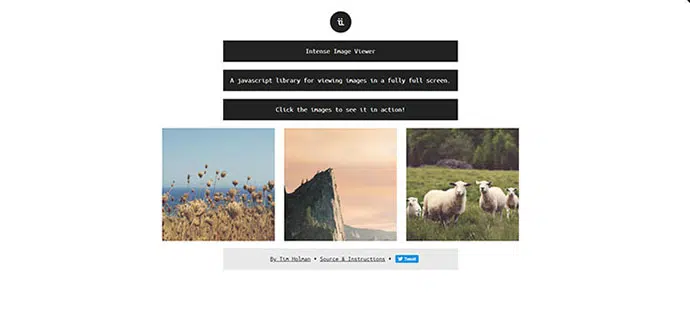 ii
Intense Image Viewer
A javascript library for viewing images in a fully full screen.
Click the images to see it in action!
By Tim Holman • Source & Instructions • Tweet